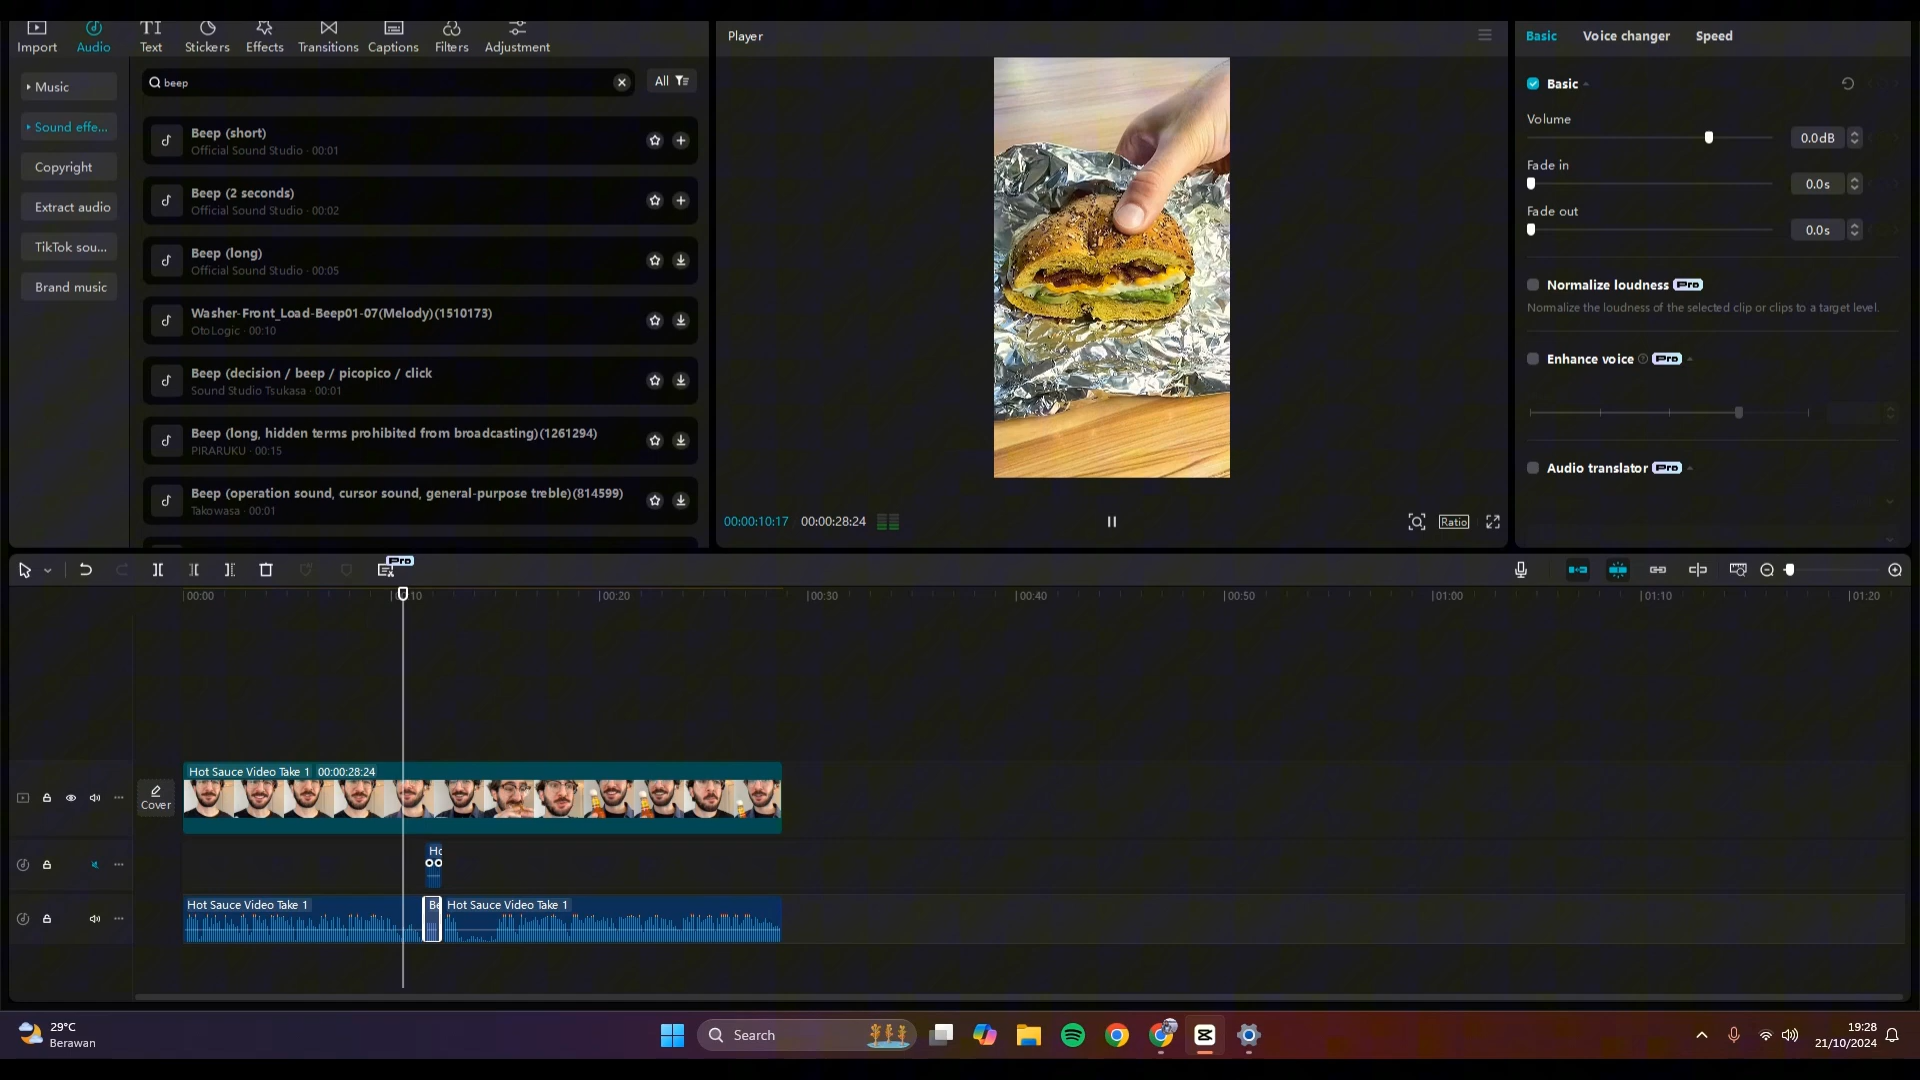 Import
Audio
Text
Stickers
Effects
Transitions
Captions
Filters
Adjustment
Music
Sound effe...
Copyright
Extract audio
TikTok sou...
Brand music
beep
All
Beep (short)
Official Sound Studio · 00:01
Beep (2 seconds)
Official Sound Studio · 00:02
Beep (long)
Official Sound Studio · 00:05
Washer-Front_Load-Beep01-07(Melody)(1510173)
OtoLogic · 00:10
Beep (decision / beep / picopico / click
Sound Studio Tsukasa · 00:01
Beep (long, hidden terms prohibited from broadcasting)(1261294)
PIRARUKU · 00:15
Beep (operation sound, cursor sound, general-purpose treble)(814599)
Takowasa · 00:01
Player
00:00:10:17 00:00:28:24
Ratio
Basic
Voice changer
Speed
Basic
Volume
0.0dB
Fade in
0.0s
Fade out
0.0s
Normalize loudness Pro
Normalize the loudness of the selected clip or clips to a target level.
Enhance voice Pro
Audio translator Pro
Pro
00:00
00:20
00:30
00:40
00:50
01:00
01:10
01:20
Cover
Hot Sauce Video Take 1 00:00:28:24
Ho
Hot Sauce Video Take 1
Be
Hot Sauce Video Take 1
29°C
Berawan
Search
19:28
21/10/2024